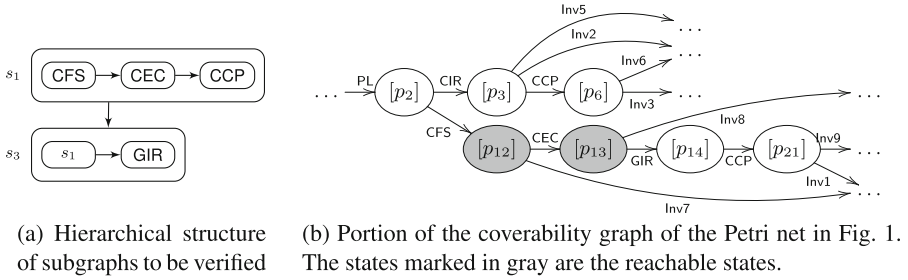 s1
CFS
CEC
CCP
s3
s1
GIR
(a) Hierarchical structure
of subgraphs to be verified
...
PL
[p2]
CIR
[p3]
CCP
[p6]
Inv5
...
Inv2
...
Inv6
Inv3
...
CFS
[p12]
CEC
[p13]
GIR
[p14]
CCP
[p21]
Inv8
...
Inv9
...
Inv1
...
Inv7
(b) Portion of the coverability graph of the Petri net in Fig. 1.
The states marked in gray are the reachable states.